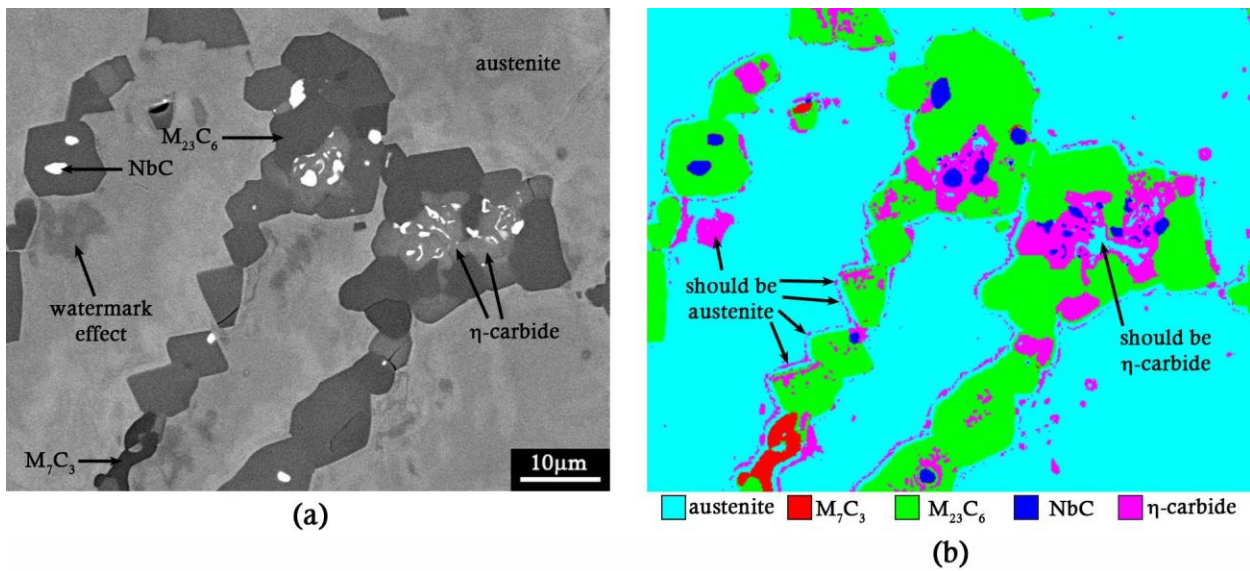 austenite
M₂₃C₆
NbC
watermark
effect
η-carbide
M₇C₃
10μm
(a)
should be
austenite
should be
η-carbide
austenite M₇C₃ M₂₃C₆ NbC η-carbide
(b)